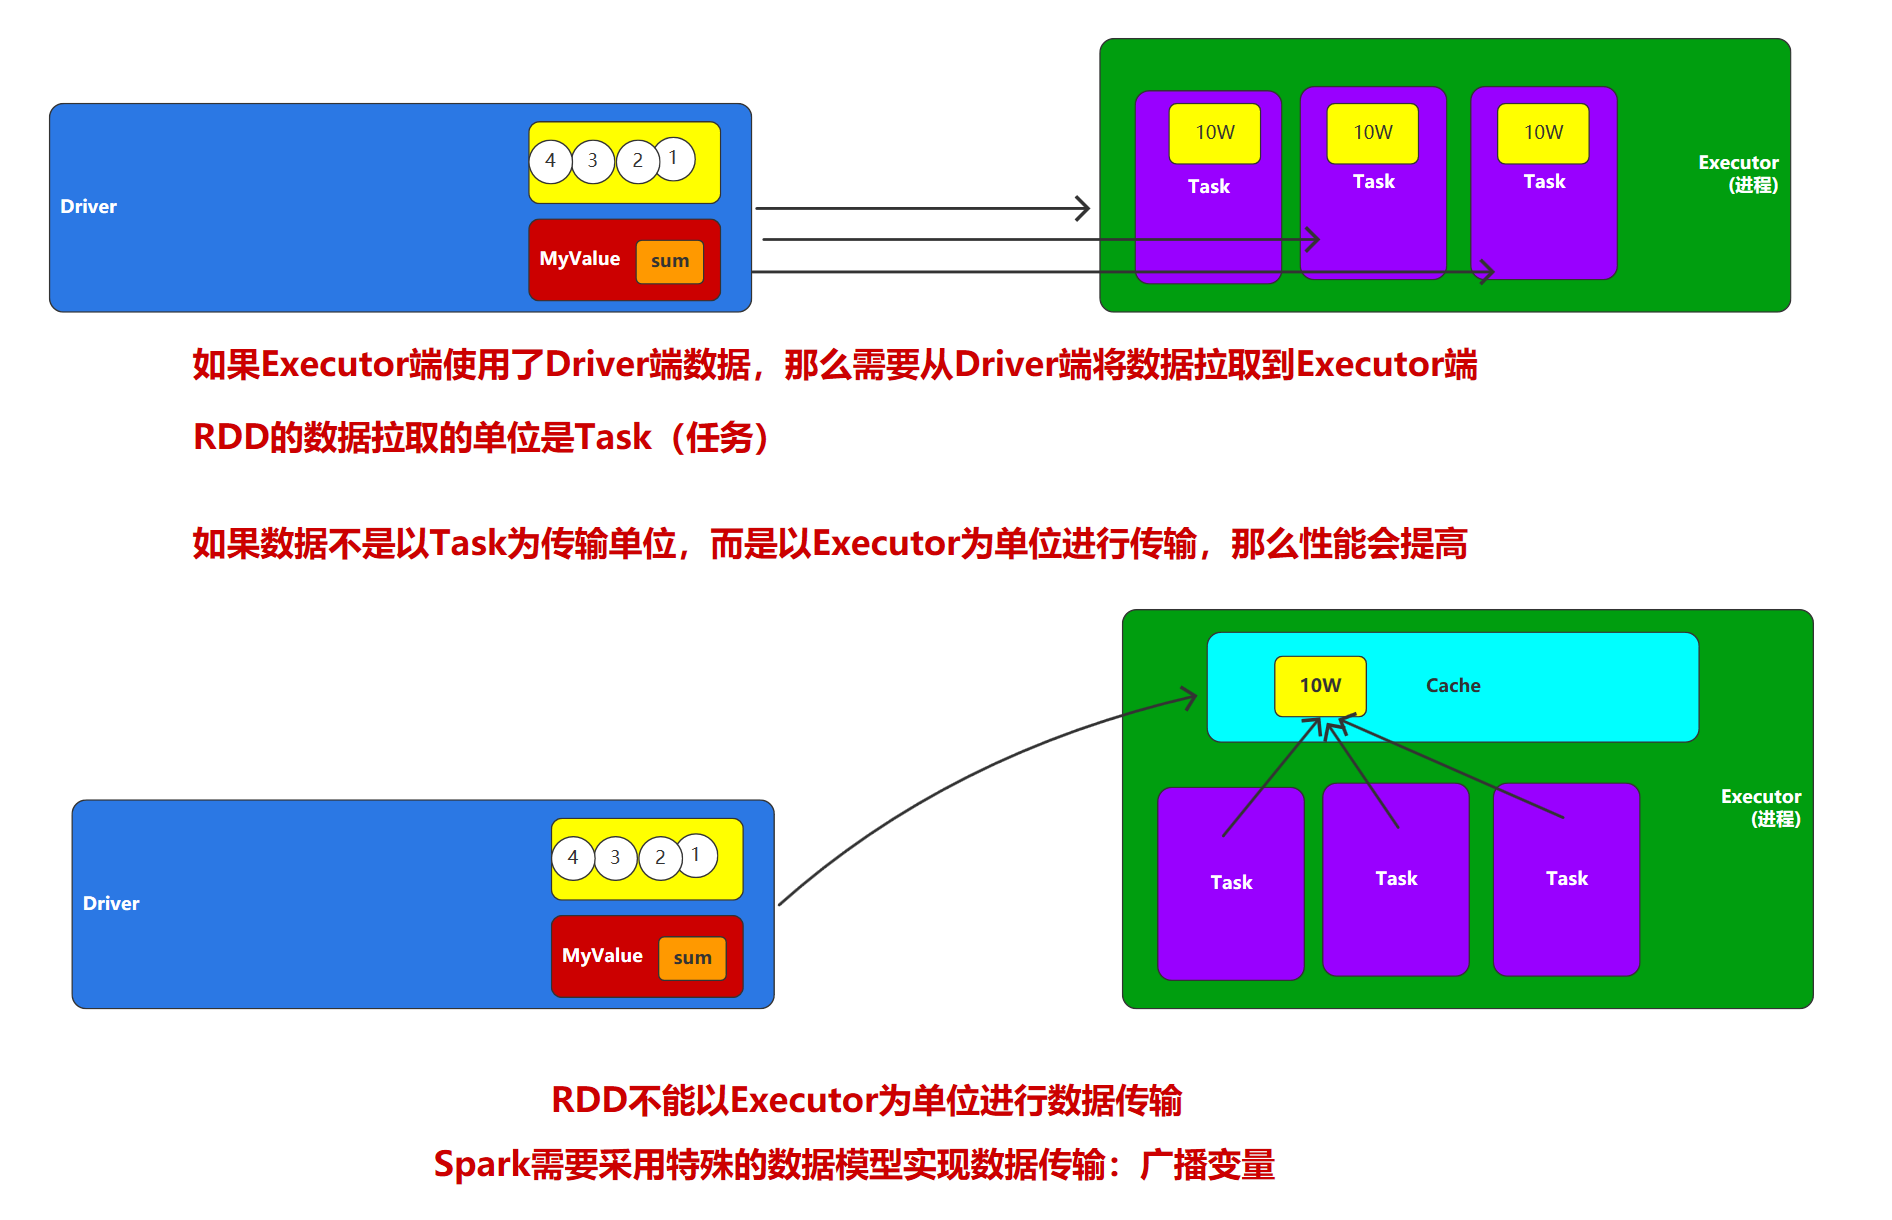 4 3 2 1
10W 10W 10W
Executor
(进程)
Task Task Task
Driver
MyValue sum
如果Executor端使用了Driver端数据，那么需要从Driver端将数据拉取到Executor端
RDD的数据拉取的单位是Task（任务）
如果数据不是以Task为传输单位，而是以Executor为单位进行传输，那么性能会提高
10W Cache
Executor
(进程)
4 3 2 1
Task Task Task
Driver
MyValue sum
RDD不能以Executor为单位进行数据传输
Spark需要采用特殊的数据模型实现数据传输：广播变量